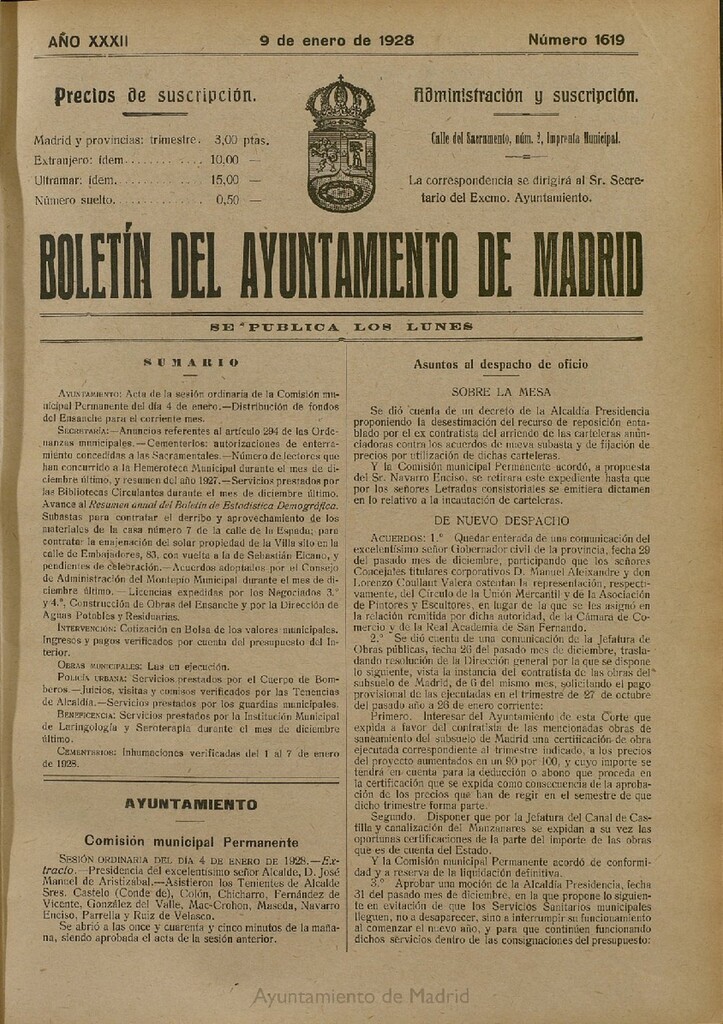 AÑO XXXII
9 de enero de 1928
Número 1619
Precios de suscripción.
Madrid y provincias: trimestre. 3,00 ptas.
Extranjero: ídem............ 10,00 —
Ultramar: ídem............. 15,00 —
Número suelto.............. 0,50 —
Administración y suscripción.
Calle del Sacramento, núm. 2, Imprenta Municipal.
La correspondencia se dirigirá al Sr. Secre-
tario del Excmo. Ayuntamiento.
BOLETÍN DEL AYUNTAMIENTO DE MADRID
SE PUBLICA LOS LUNES
SUMARIO
AYUNTAMIENTO: Acta de la sesión ordinaria de la Comisión mu-
nicipal Permanente del día 4 de enero.—Distribución de fondos
del Ensanche para el corriente mes.
SECRETARÍA:—Anuncios referentes al artículo 294 de las Orde-
nanzas municipales.—Cementerios: autorizaciones de enterra-
miento concedidas a las Sacramentales.—Número de lectores que
han concurrido a la Hemeroteca Municipal durante el mes de di-
ciembre último, y resumen del año 1927.—Servicios prestados por
las Bibliotecas Circulantes durante el mes de diciembre último.
Avance al Resumen anual del Boletín de Estadística Demográfica.
Subastas para contratar el derribo y aprovechamiento de los
materiales de la casa número 7 de la calle de la Espada; para
contratar la enajenación del solar propiedad de la Villa sito en la
calle de Embajadores, 83, con vuelta a la de Sebastián Elcano, y
pendientes de celebración.—Acuerdos adoptados por el Consejo
de Administración del Montepío Municipal durante el mes de di-
ciembre último.— Licencias expedidas por los Negociados 3.º
y 4.º, Construcción de Obras del Ensanche y por la Dirección de
Aguas Potables y Residuarias.
INTERVENCIÓN: Cotización en Bolsa de los valores municipales.
Ingresos y pagos verificados por cuenta del presupuesto del In-
terior.
OBRAS MUNICIPALES: Las en ejecución.
POLICÍA URBANA: Servicios prestados por el Cuerpo de Bom-
beros.—Juicios, visitas y comisos verificados por las Tenencias
de Alcaldía.—Servicios prestados por los guardias municipales.
BENEFICENCIA: Servicios prestados por la Institución Municipal
de Laringología y Seroterapia durante el mes de diciembre
último.
CEMENTERIOS: Inhumaciones verificadas del 1 al 7 de enero
de 1928.
AYUNTAMIENTO
Comisión municipal Permanente
SESIÓN ORDINARIA DEL DÍA 4 DE ENERO DE 1928.—Ex-
tracto.—Presidencia del excelentísimo señor Alcalde, D. José
Manuel de Aristizábal.—Asistieron los Tenientes de Alcalde
Sres. Castelo (Conde de), Colón, Chicharro, Fernández de
Vicente, González del Valle, Mac-Crohon, Maseda, Navarro
Enciso, Parrella y Ruiz de Velasco.
Se abrió a las once y cuarenta y cinco minutos de la maña-
na, siendo aprobada el acta de la sesión anterior.
Asuntos al despacho de oficio
SOBRE LA MESA
Se dió cuenta de un decreto de la Alcaldía Presidencia
proponiendo la desestimación del recurso de reposición enta-
blado por el ex contratista del arriendo de las carteleras anun-
ciadoras contra los acuerdos de nueva subasta y de fijación de
precios por utilización de dichas carteleras.
Y la Comisión municipal Permanente acordó, a propuesta
del Sr. Navarro Enciso, se retirara este expediente hasta que
por los señores Letrados consistoriales se emitiera dictamen
en lo relativo a la incautación de carteleras.
DE NUEVO DESPACHO
ACUERDOS: 1.º Quedar enterada de una comunicación del
excelentísimo señor Gobernador civil de la provincia, fecha 29
del pasado mes de diciembre, participando que los señores
Concejales titulares corporativos D. Manuel Aleixandre y don
Lorenzo Coullaut Valera ostentan la representación, respecti-
vamente, del Círculo de la Unión Mercantil y de la Asociación
de Pintores y Escultores, en lugar de la que se les asignó en
la relación remitida por dicha autoridad, de la Cámara de Co-
mercio y de la Real Academia de San Fernando.
2.º Se dió cuenta de una comunicación de la Jefatura de
Obras públicas, fecha 26 del pasado mes de diciembre, trasla-
dando resolución de la Dirección general por la que se dispone
lo siguiente, vista la instancia del contratista de las obras del
subsuelo de Madrid, de 6 del mismo mes, solicitando el pago
provisional de las ejecutadas en el trimestre de 27 de octubre
del pasado año a 26 de enero corriente:
Primero. Interesar del Ayuntamiento de esta Corte que
expida a favor del contratista de las mencionadas obras de
saneamiento del subsuelo de Madrid una certificación de obra
ejecutada correspondiente al trimestre indicado, a los precios
del proyecto aumentados en un 90 por 100, y cuyo importe se
tendrá en cuenta para la deducción o abono que proceda en
la certificación que se expida como consecuencia de la aproba-
ción de los precios que han de regir en el semestre de que
dicho trimestre forma parte.
Segundo. Disponer que por la Jefatura del Canal de Cas-
tilla y canalización del Manzanares se expidan a su vez las
oportunas certificaciones de la parte del importe de las obras
que es de cuenta del Estado.
Y la Comisión municipal Permanente acordó de conformi-
dad y a reserva de la liquidación definitiva.
3.º Aprobar una moción de la Alcaldía Presidencia, fecha
31 del pasado mes de diciembre, en la que propone lo siguien-
te en evitación de que los Servicios Sanitarios municipales
lleguen, no a desaparecer, sino a interrumpir su funcionamiento
al comenzar el nuevo año, y para que continúen funcionando
dichos servicios dentro de las consignaciones del presupuesto:
Ayuntamiento de Madrid